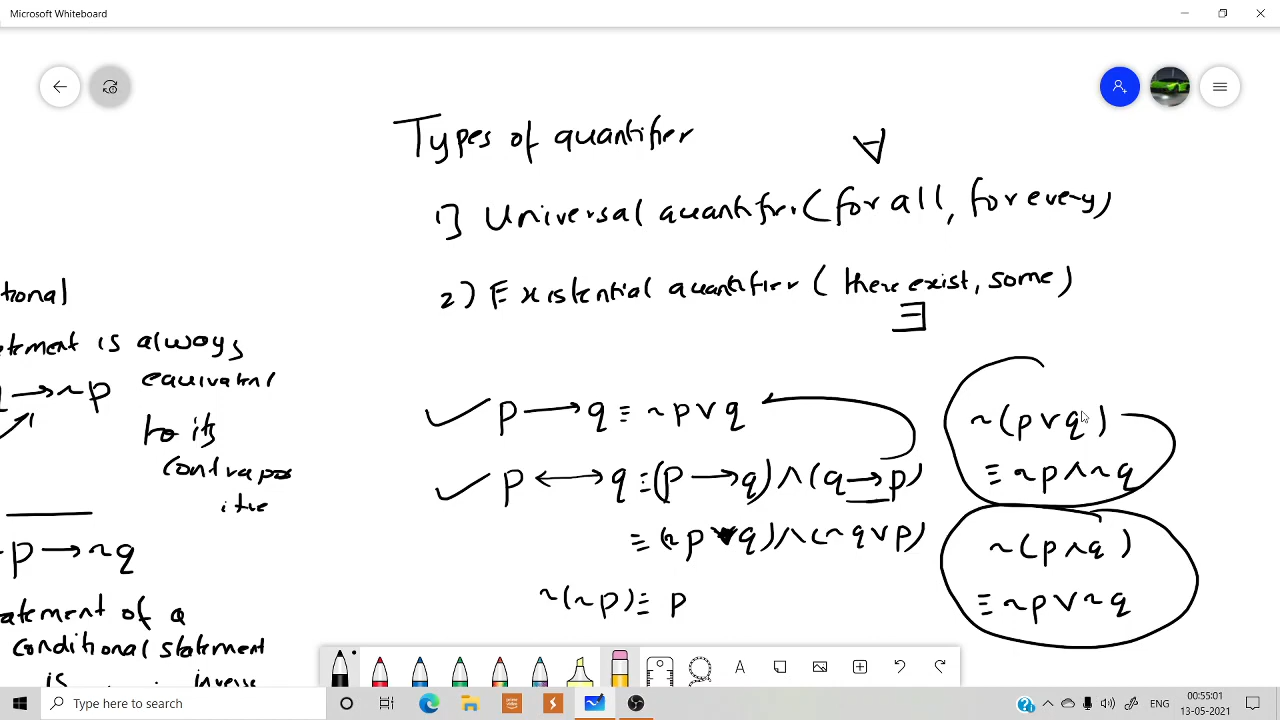 Microsoft Whiteboard
Types of quantifier ∀
1] Universal quantifier (for all, for every)
2) Existential quantifier (there exist, some)
∃
tional
atement is always
→ ~p equivalent
to its
contrapos
itive
p → ~q
atement of a
conditional statement
is inverse
p → q ≡ ~p ∨ q
p ↔ q ≡ (p → q) ∧ (q → p)
≡ (~p ∨ q) ∧ (~q ∨ p)
~(~p) ≡ p
~(p ∨ q)
≡ ~p ∧ ~q
~(p ∧ q)
≡ ~p ∨ ~q
Type here to search
ENG
00:55:01
13-05-2021